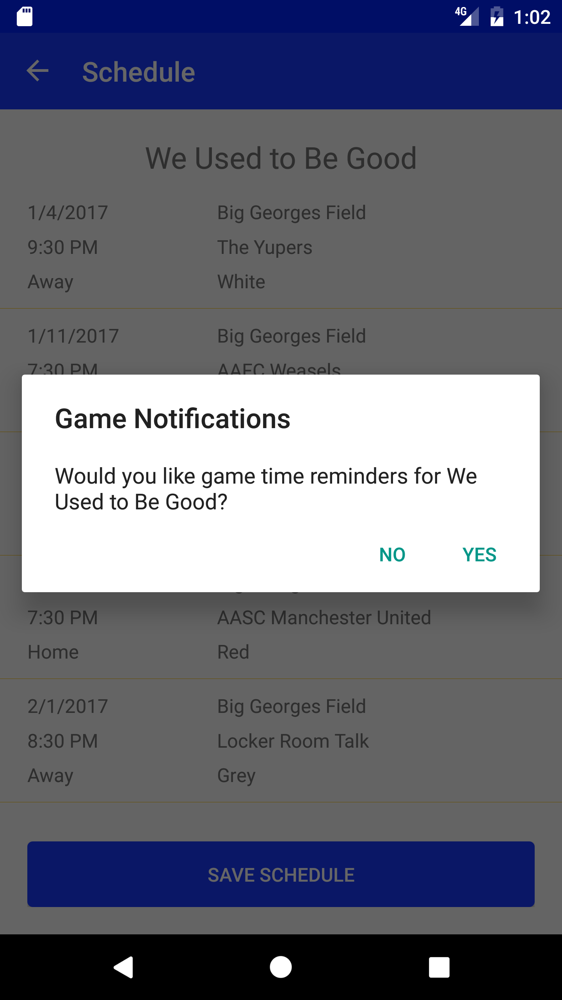 4G 1:02
Schedule
We Used to Be Good
1/4/2017 Big Georges Field
9:30 PM The Yupers
Away White
1/11/2017 Big Georges Field
7:30 PM AAFC Weasels
Game Notifications
Would you like game time reminders for We
Used to Be Good?
NO YES
7:30 PM AASC Manchester United
Home Red
2/1/2017 Big Georges Field
8:30 PM Locker Room Talk
Away Grey
SAVE SCHEDULE